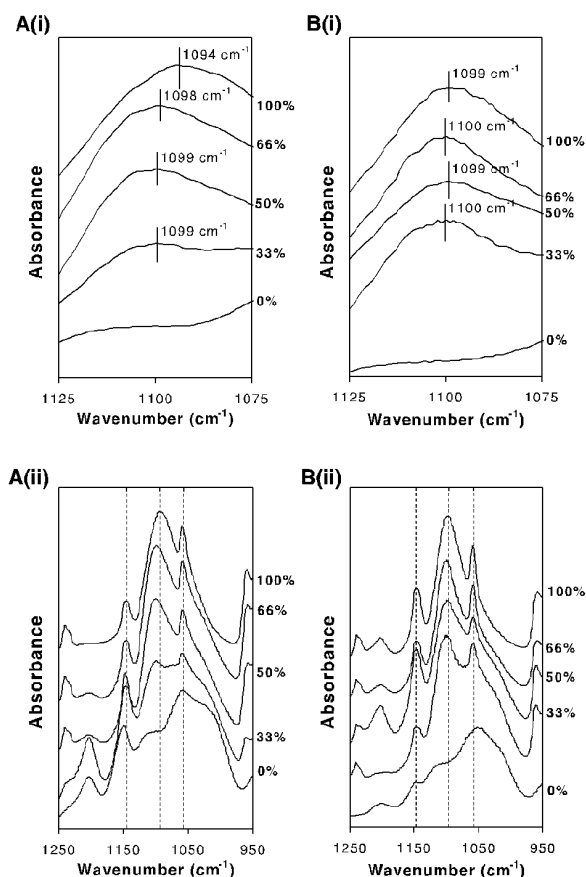 A(i)
Absorbance
1094 cm⁻¹
1098 cm⁻¹
100%
66%
1099 cm⁻¹
50%
1099 cm⁻¹
33%
0%
1125 1100 1075
Wavenumber (cm⁻¹)
B(i)
Absorbance
1099 cm⁻¹
1100 cm⁻¹
100%
1099 cm⁻¹
66%
50%
1100 cm⁻¹
33%
0%
1125 1100 1075
Wavenumber (cm⁻¹)
A(ii)
Absorbance
100%
66%
50%
33%
0%
1250 1150 1050 950
Wavenumber (cm⁻¹)
B(ii)
Absorbance
100%
66%
50%
33%
0%
1250 1150 1050 950
Wavenumber (cm⁻¹)